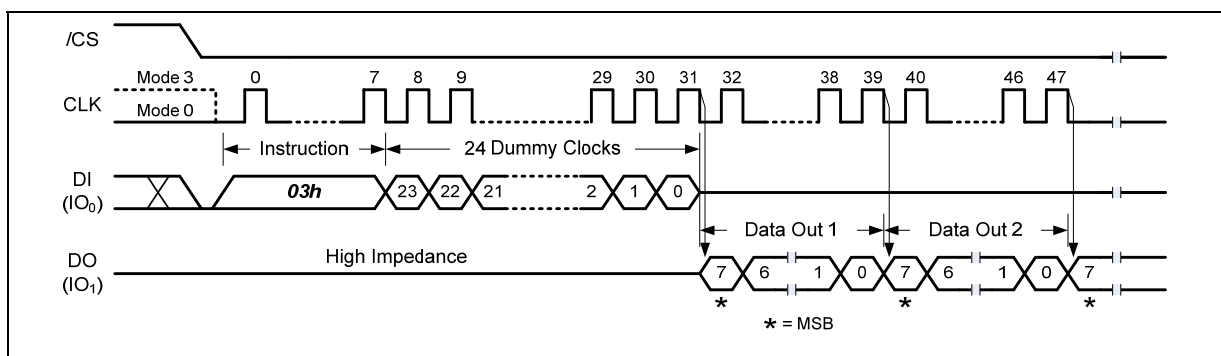 /CS
Mode 3 0 7 8 9 29 30 31 32 38 39 40 46 47
CLK
Mode 0
Instruction 24 Dummy Clocks
DI
(IO₀)
03h 23 22 21 2 1 0
Data Out 1 Data Out 2
High Impedance
DO
(IO₁)
7 6 1 0 7 6 1 0 7
* * *
* = MSB